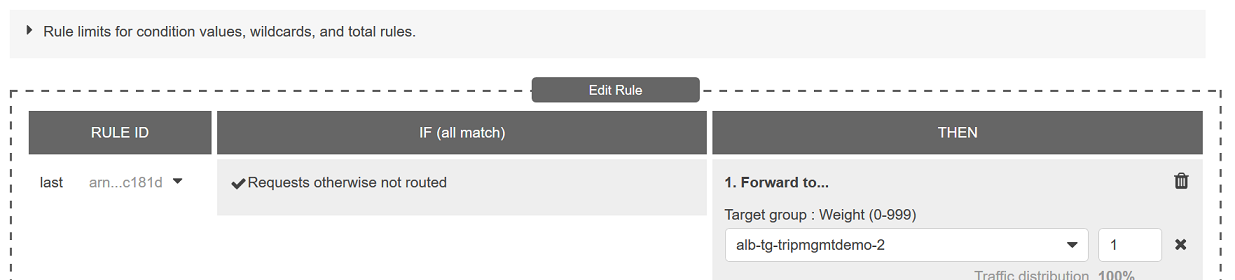 Rule limits for condition values, wildcards, and total rules.
Edit Rule
RULE ID
IF (all match)
THEN
last arn...c181d
Requests otherwise not routed
1. Forward to...
Target group : Weight (0-999)
alb-tg-tripmgmtdemo-2
1
Traffic distribution 100%